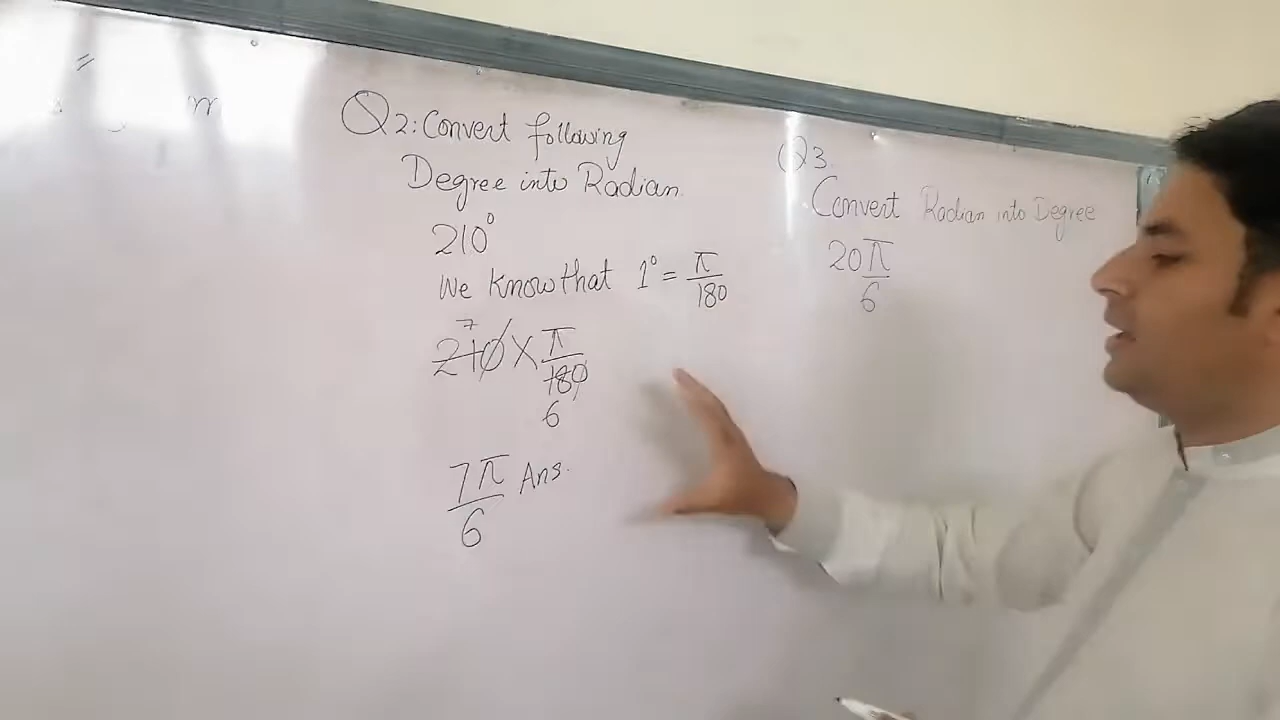 =
n
Q2: Convert following
Degree into Radian.
210°
We know that 1° = π/180
7
210 × π/180
6
7π/6 Ans.
Q3
Convert Radian into Degree
20π/6